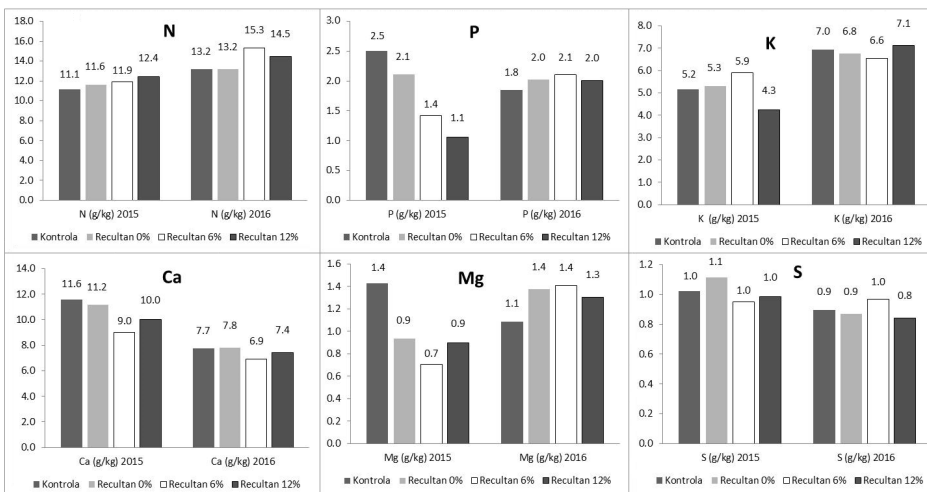 N
18.0
16.0
14.0
12.0
10.0
8.0
6.0
4.0
2.0
0.0
11.1 11.6 11.9 12.4 13.2 13.2 15.3 14.5
N (g/kg) 2015 N (g/kg) 2016
Kontrola Recultan 0% Recultan 6% Recultan 12%
P
3.0
2.5
2.0
1.5
1.0
0.5
0.0
2.5 2.1 1.4 1.1 1.8 2.0 2.1 2.0
P (g/kg) 2015 P (g/kg) 2016
Kontrola Recultan 0% Recultan 6% Recultan 12%
K
8.0
7.0
6.0
5.0
4.0
3.0
2.0
1.0
0.0
5.2 5.3 5.9 4.3 7.0 6.8 6.6 7.1
K (g/kg) 2015 K (g/kg) 2016
Kontrola Recultan 0% Recultan 6% Recultan 12%
Ca
14.0
12.0
10.0
8.0
6.0
4.0
2.0
0.0
11.6 11.2 9.0 10.0 7.7 7.8 6.9 7.4
Ca (g/kg) 2015 Ca (g/kg) 2016
Kontrola Recultan 0% Recultan 6% Recultan 12%
Mg
1.6
1.4
1.2
1.0
0.8
0.6
0.4
0.2
0.0
1.4 0.9 0.7 0.9 1.1 1.4 1.4 1.3
Mg (g/kg) 2015 Mg (g/kg) 2016
Kontrola Recultan 0% Recultan 6% Recultan 12%
S
1.2
1.0
0.8
0.6
0.4
0.2
0.0
1.0 1.1 1.0 1.0 0.9 0.9 1.0 0.8
S (g/kg) 2015 S (g/kg) 2016
Kontrola Recultan 0% Recultan 6% Recultan 12%